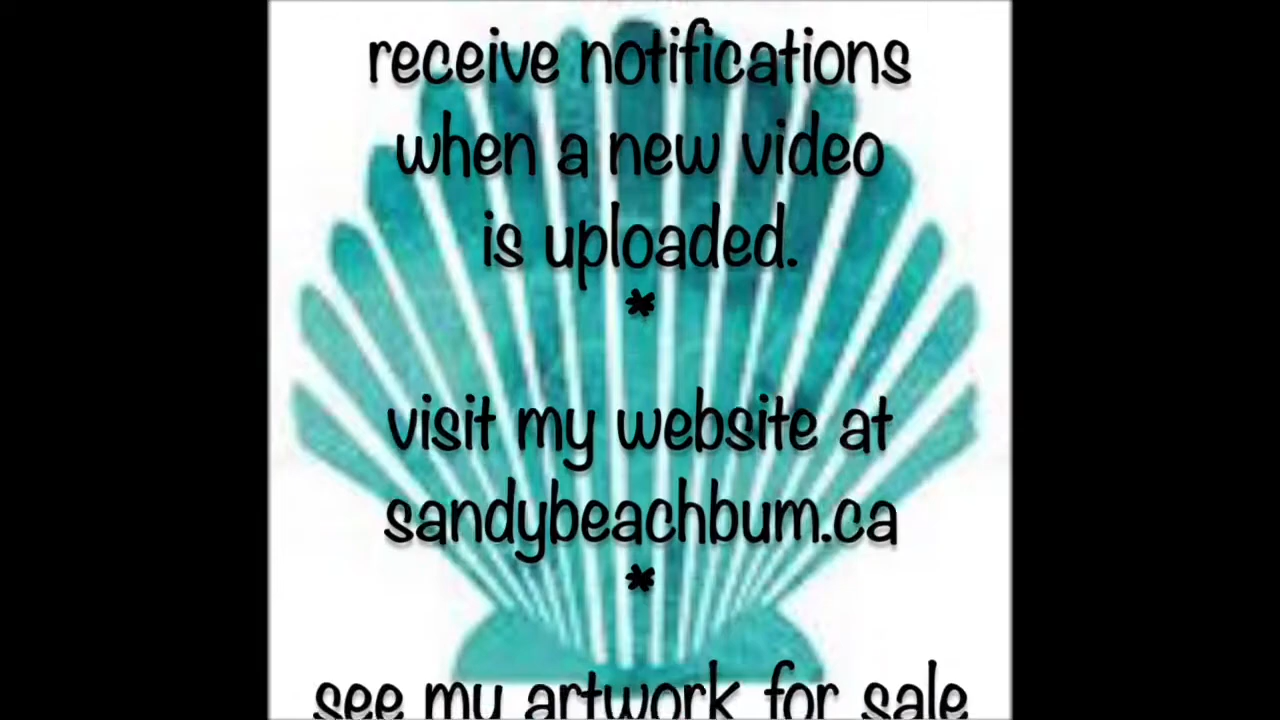 receive notifications
when a new video
is uploaded.
*
visit my website at
sandybeachbum.ca
*
see my artwork for sale